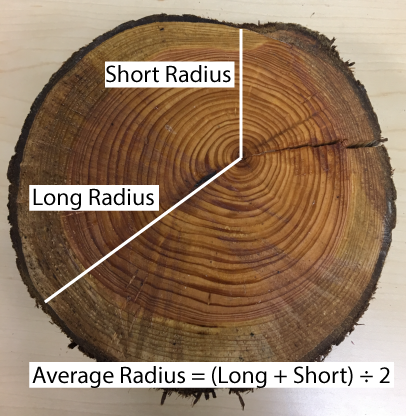 Short Radius
Long Radius
Average Radius = (Long + Short) ÷ 2